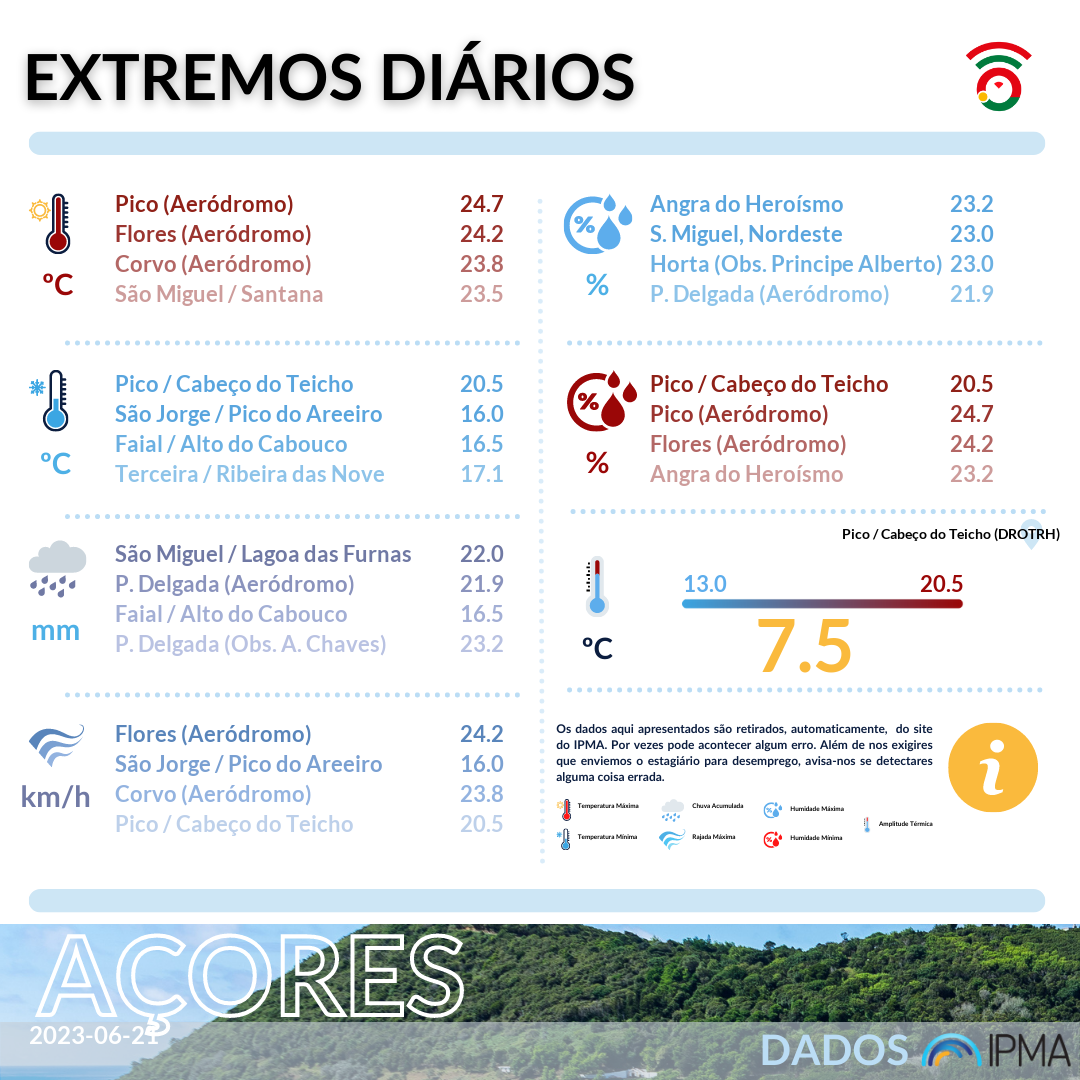 EXTREMOS DIÁRIOS
Pico (Aeródromo) 24.7
Flores (Aeródromo) 24.2
Corvo (Aeródromo) 23.8
São Miguel / Santana 23.5
ºC
Pico / Cabeço do Teicho 20.5
São Jorge / Pico do Areeiro 16.0
Faial / Alto do Cabouco 16.5
Terceira / Ribeira das Nove 17.1
ºC
São Miguel / Lagoa das Furnas 22.0
P. Delgada (Aeródromo) 21.9
Faial / Alto do Cabouco 16.5
P. Delgada (Obs. A. Chaves) 23.2
mm
Flores (Aeródromo) 24.2
São Jorge / Pico do Areeiro 16.0
Corvo (Aeródromo) 23.8
Pico / Cabeço do Teicho 20.5
km/h
%
Angra do Heroísmo 23.2
S. Miguel, Nordeste 23.0
Horta (Obs. Principe Alberto) 23.0
P. Delgada (Aeródromo) 21.9
%
%
Pico / Cabeço do Teicho 20.5
Pico (Aeródromo) 24.7
Flores (Aeródromo) 24.2
Angra do Heroísmo 23.2
%
Pico / Cabeço do Teicho (DROTRH)
13.0 20.5
7.5
ºC
Os dados aqui apresentados são retirados, automaticamente, do site
do IPMA. Por vezes pode acontecer algum erro. Além de nos exigires
que enviemos o estagiário para desemprego, avisa-nos se detectares
alguma coisa errada.
i
Temperatura Máxima Chuva Acumulada Humidade Máxima
Amplitude Térmica
Temperatura Mínima Rajada Máxima Humidade Mínima
AÇORES
2023-06-21
DADOS IPMA